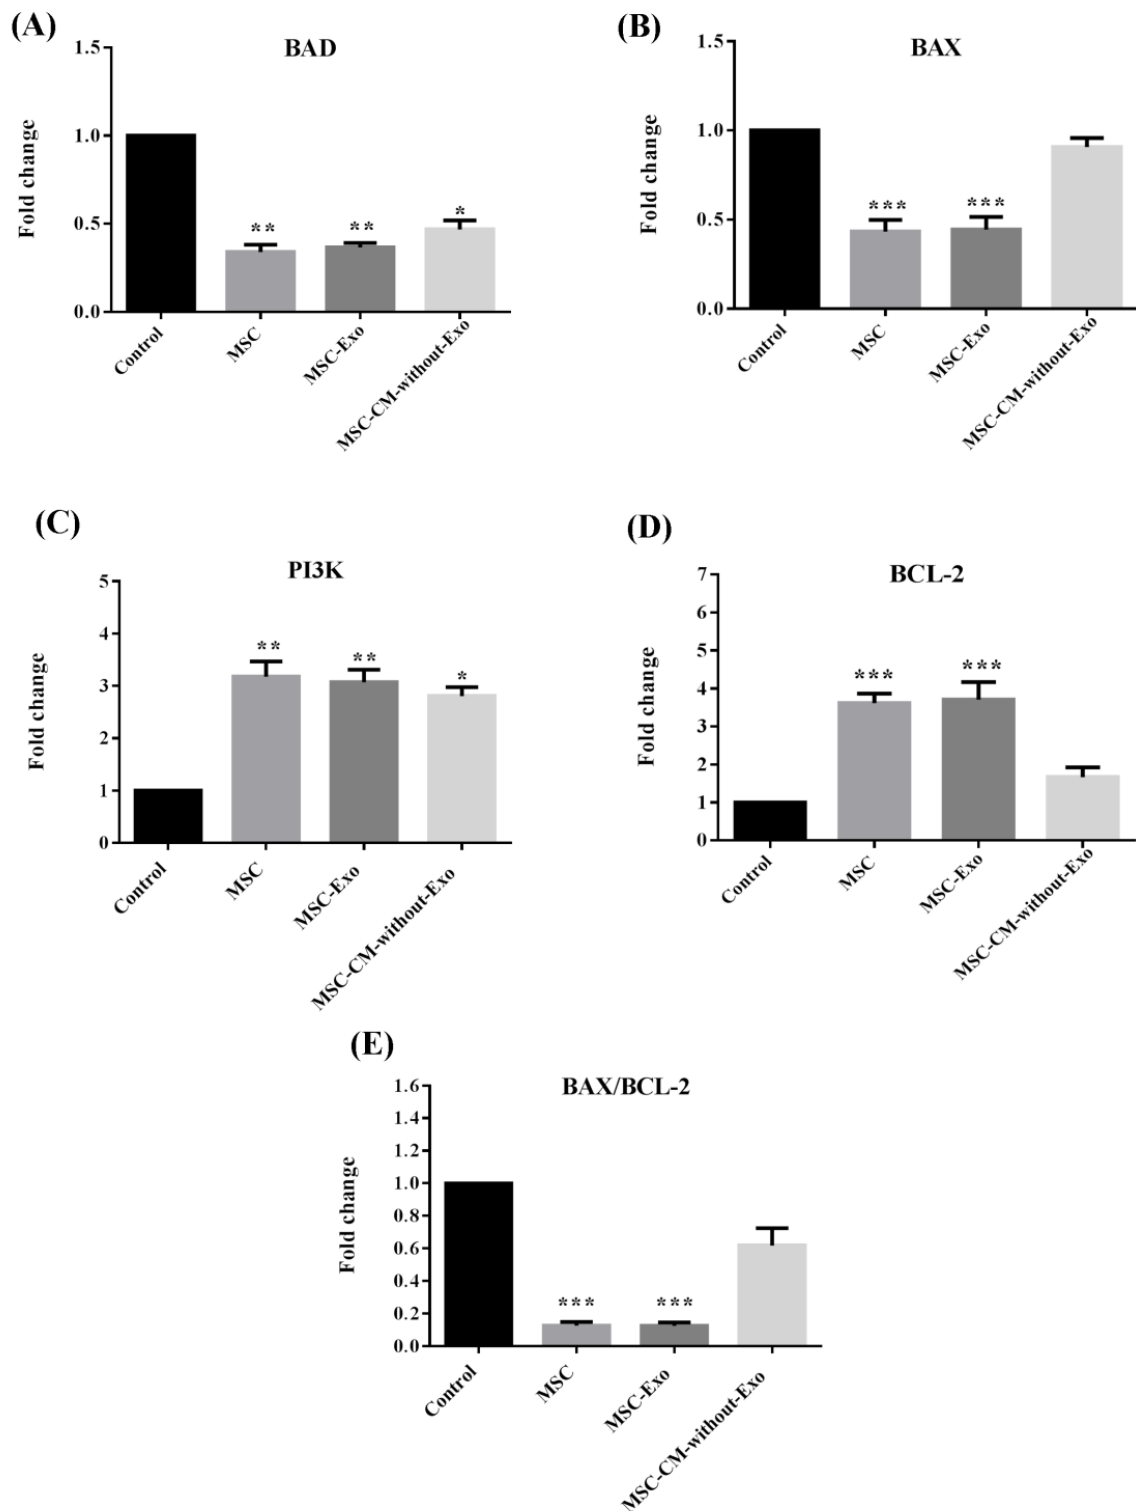 (A)
BAD
Fold change
1.5
1.0
0.5
0.0
**
**
*
Control
MSC
MSC-Exo
MSC-CM-without-Exo
(B)
BAX
Fold change
1.5
1.0
0.5
0.0
***
***
Control
MSC
MSC-Exo
MSC-CM-without-Exo
(C)
PI3K
Fold change
5
4
3
2
1
0
**
**
*
Control
MSC
MSC-Exo
MSC-CM-without-Exo
(D)
BCL-2
Fold change
7
6
5
4
3
2
1
0
***
***
Control
MSC
MSC-Exo
MSC-CM-without-Exo
(E)
BAX/BCL-2
Fold change
1.6
1.4
1.2
1.0
0.8
0.6
0.4
0.2
0.0
***
***
Control
MSC
MSC-Exo
MSC-CM-without-Exo